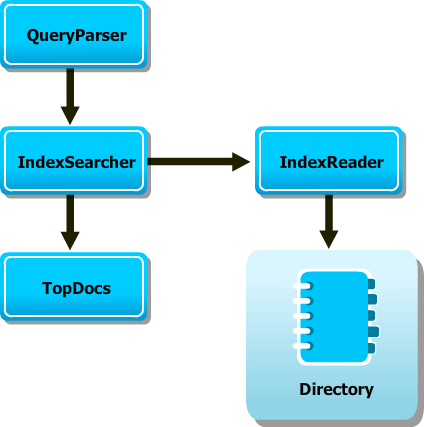 QueryParser
IndexSearcher
IndexReader
TopDocs
Directory